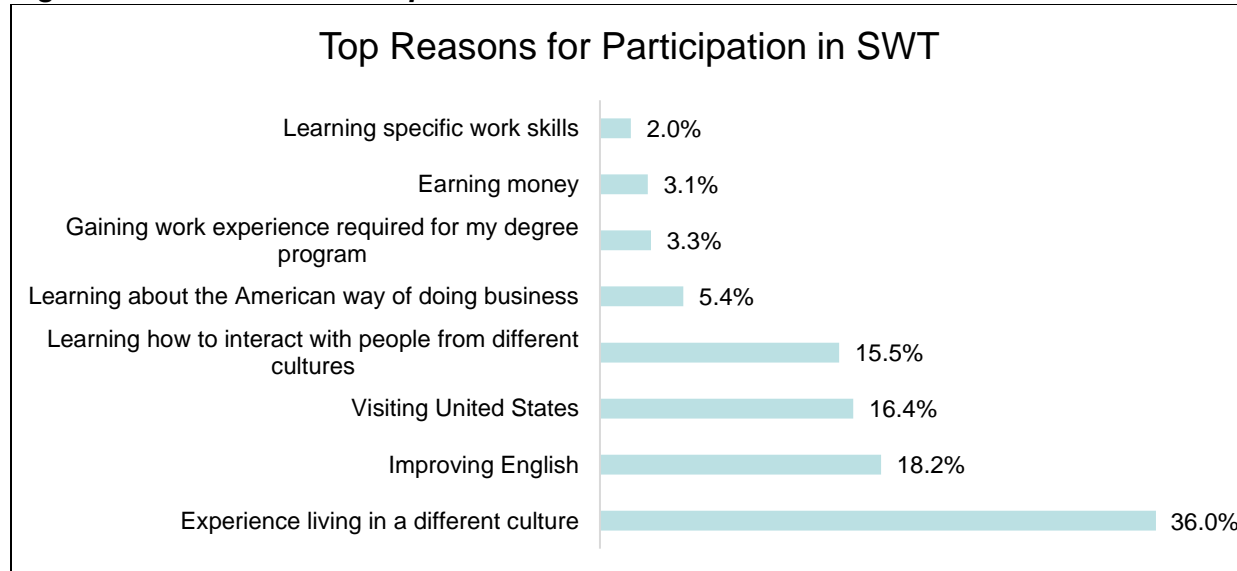 Top Reasons for Participation in SWT
Learning specific work skills
2.0%
Earning money
3.1%
Gaining work experience required for my degree
program
3.3%
Learning about the American way of doing business
5.4%
Learning how to interact with people from different
cultures
15.5%
Visiting United States
16.4%
Improving English
18.2%
Experience living in a different culture
36.0%